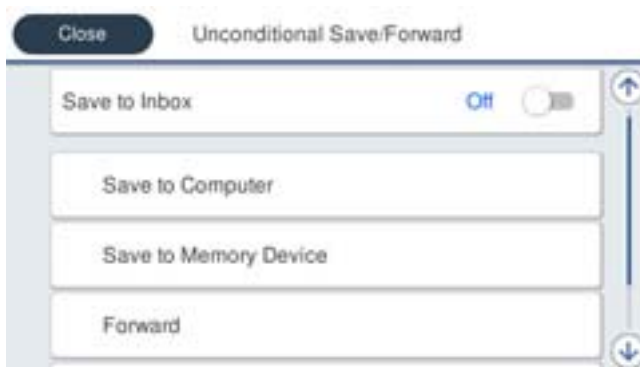 Close Unconditional Save/Forward
Save to Inbox Off
Save to Computer
Save to Memory Device
Forward